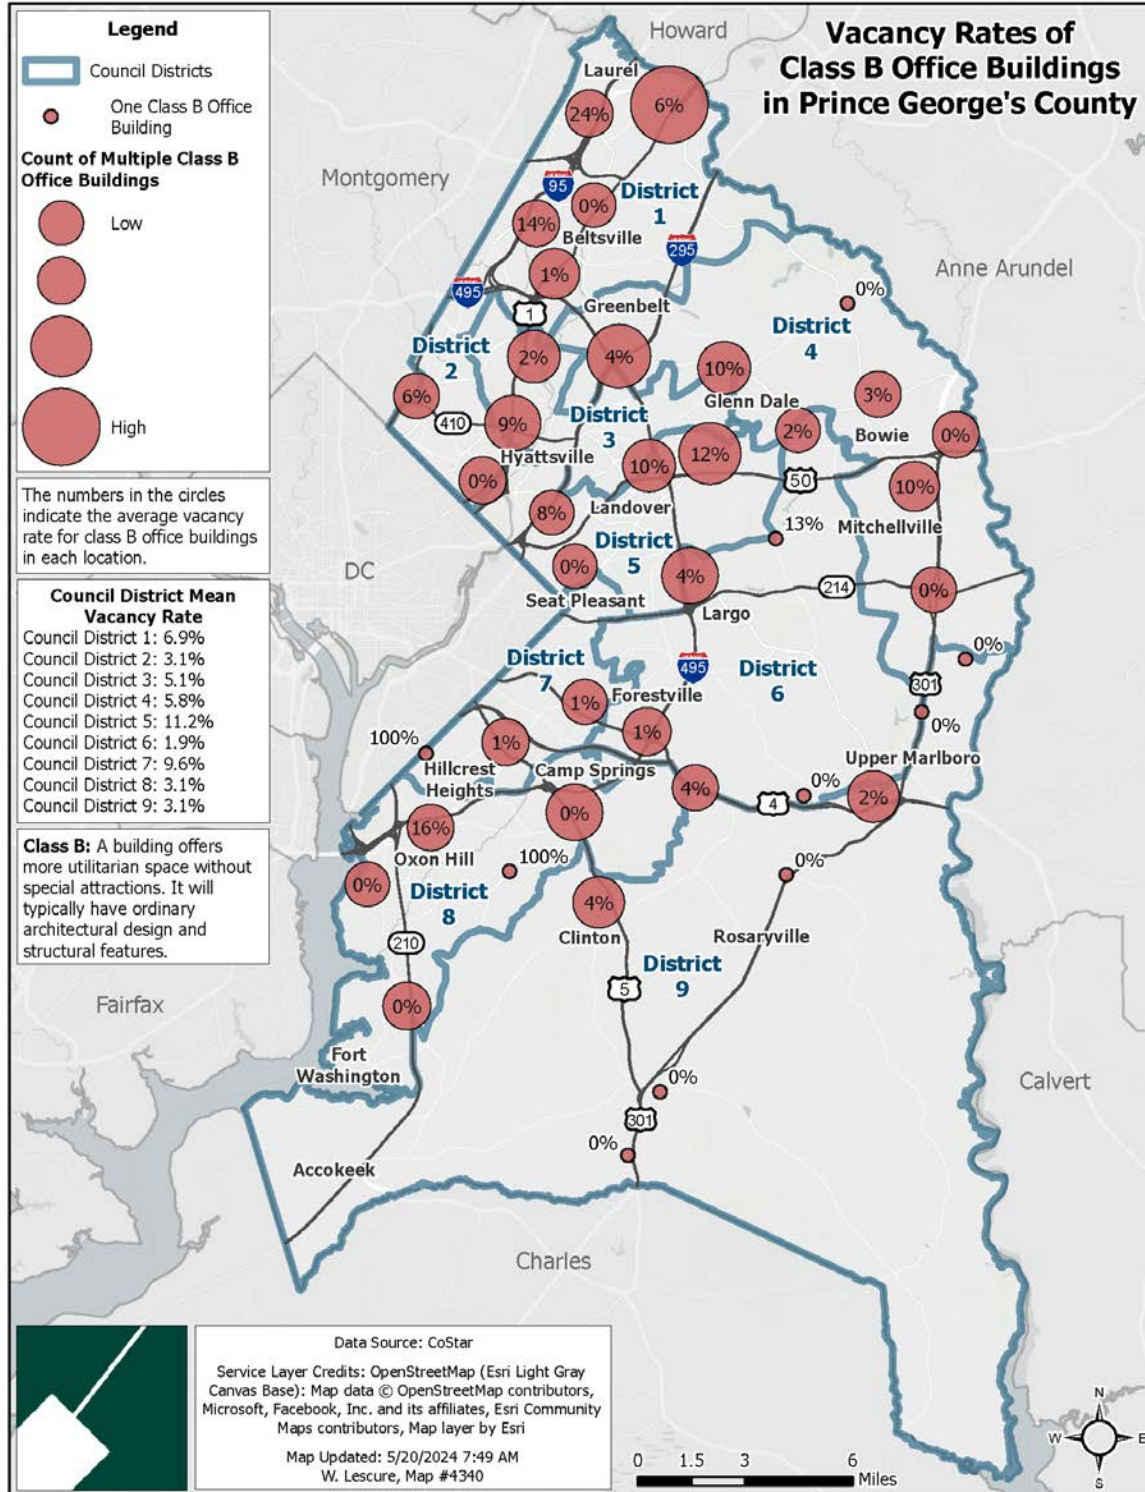 Vacancy Rates of
Class B Office Buildings
in Prince George's County
Legend
Council Districts
One Class B Office
Building
Count of Multiple Class B
Office Buildings
Low
High
The numbers in the circles
indicate the average vacancy
rate for class B office buildings
in each location.
Council District Mean
Vacancy Rate
Council District 1: 6.9%
Council District 2: 3.1%
Council District 3: 5.1%
Council District 4: 5.8%
Council District 5: 11.2%
Council District 6: 1.9%
Council District 7: 9.6%
Council District 8: 3.1%
Council District 9: 3.1%
Class B: A building offers
more utilitarian space without
special attractions. It will
typically have ordinary
architectural design and
structural features.
Howard
Laurel
6%
24%
Montgomery
95
District
1
0%
14%
Beltsville
295
Anne Arundel
1%
495
Greenbelt
0%
1
District
4
District
2
2%
4%
10%
6%
Glenn Dale
3%
410
9%
District
3
2%
Bowie
0%
Hyattsville
12%
10%
0%
50
10%
Landover
8%
13%
Mitchellville
DC
District
5
0%
4%
214
0%
Seat Pleasant
Largo
0%
District
7
495
District
6
301
Forestville
1%
0%
1%
1%
100%
Hillcrest
Heights
Camp Springs
Upper Marlboro
4%
0%
4
2%
0%
16%
Oxon Hill
100%
0%
0%
District
8
4%
Clinton
Rosaryville
210
District
9
5
Fairfax
0%
Fort
Washington
0%
Calvert
301
0%
Accokeek
Charles
Data Source: CoStar
Service Layer Credits: OpenStreetMap (Esri Light Gray
Canvas Base): Map data © OpenStreetMap contributors,
Microsoft, Facebook, Inc. and its affiliates, Esri Community
Maps contributors, Map layer by Esri
Map Updated: 5/20/2024 7:49 AM
W. Lescure, Map #4340
0 1.5 3 6
Miles
N
W E
S